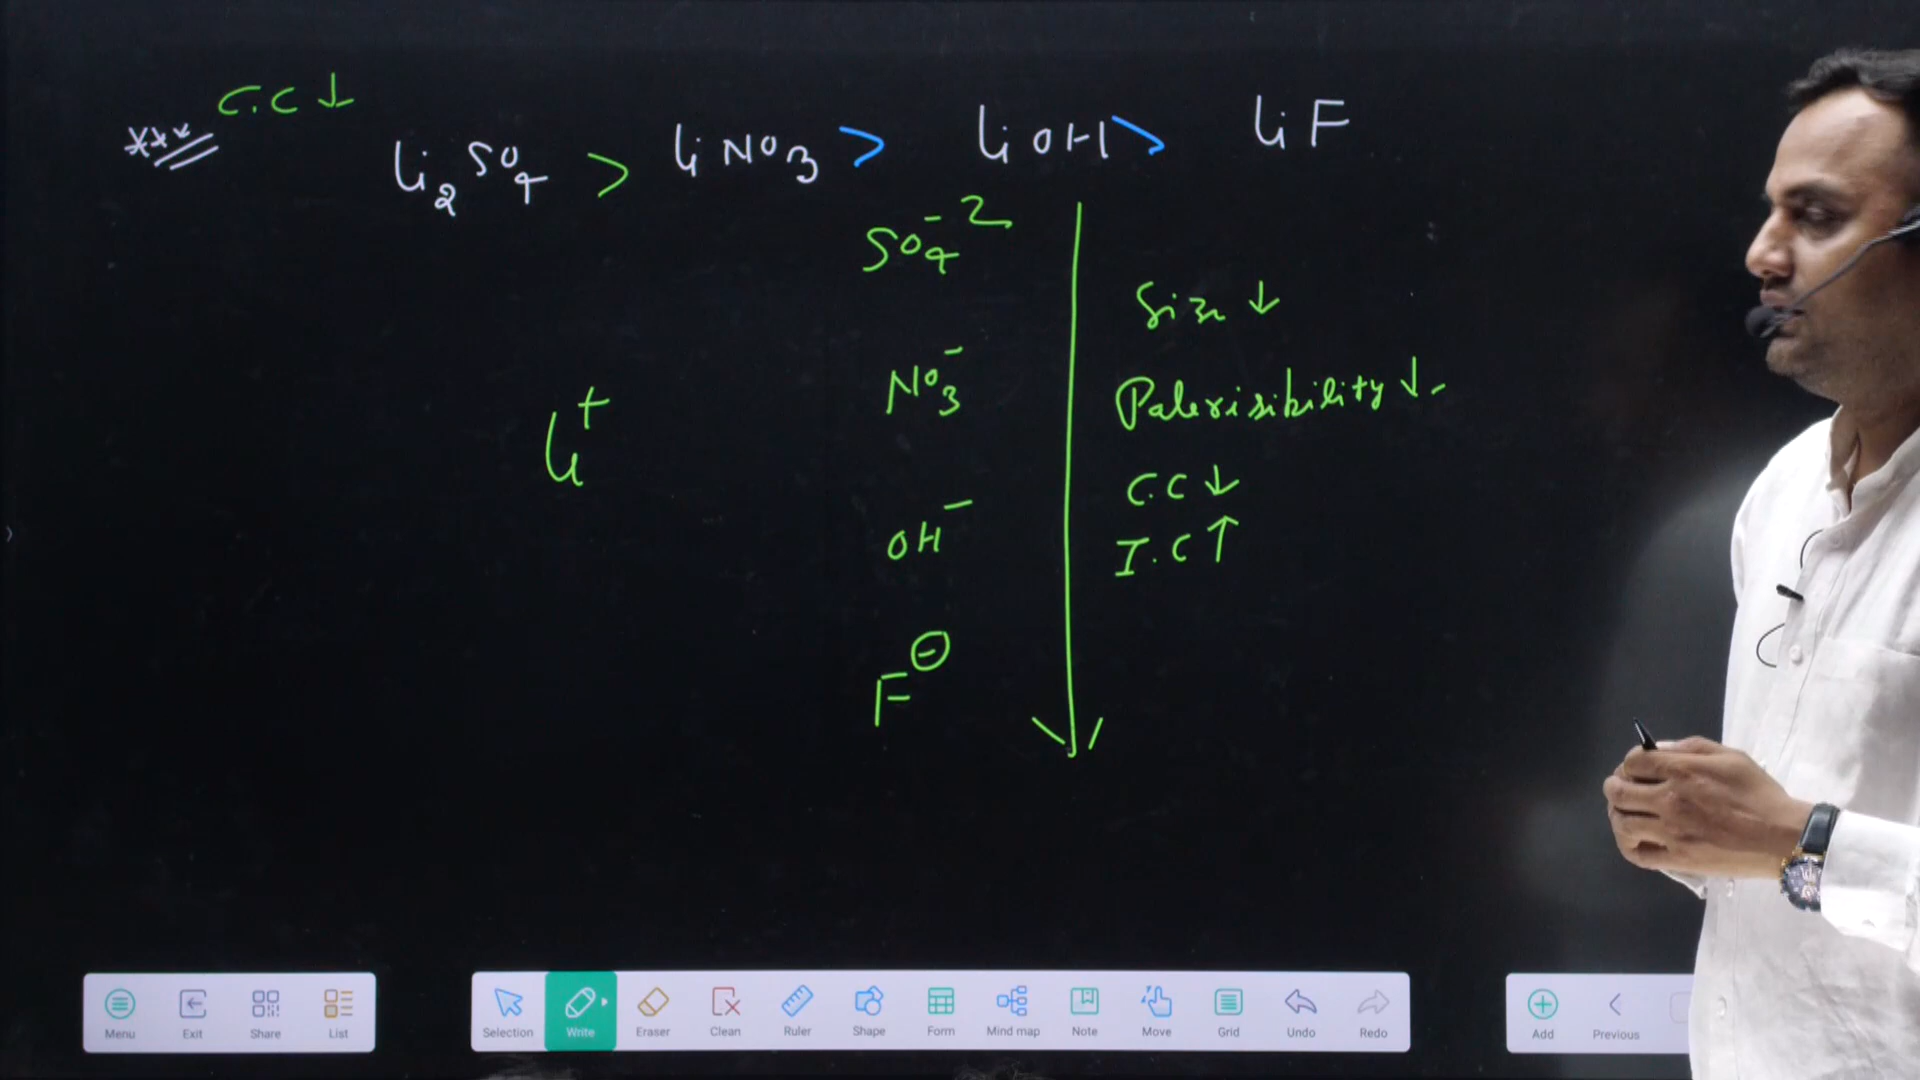 *** C.C ↓
Li2SO4 > LiNO3 > LiOH > LiF
SO4-2
Size ↓
NO3-
Polarisibility ↓
Li+
C.C ↓
OH-
I.C ↑
F⊖
Menu Exit Share List Selection Write Eraser Clean Ruler Shape Form Mind map Note Move Grid Undo Redo Add Previous